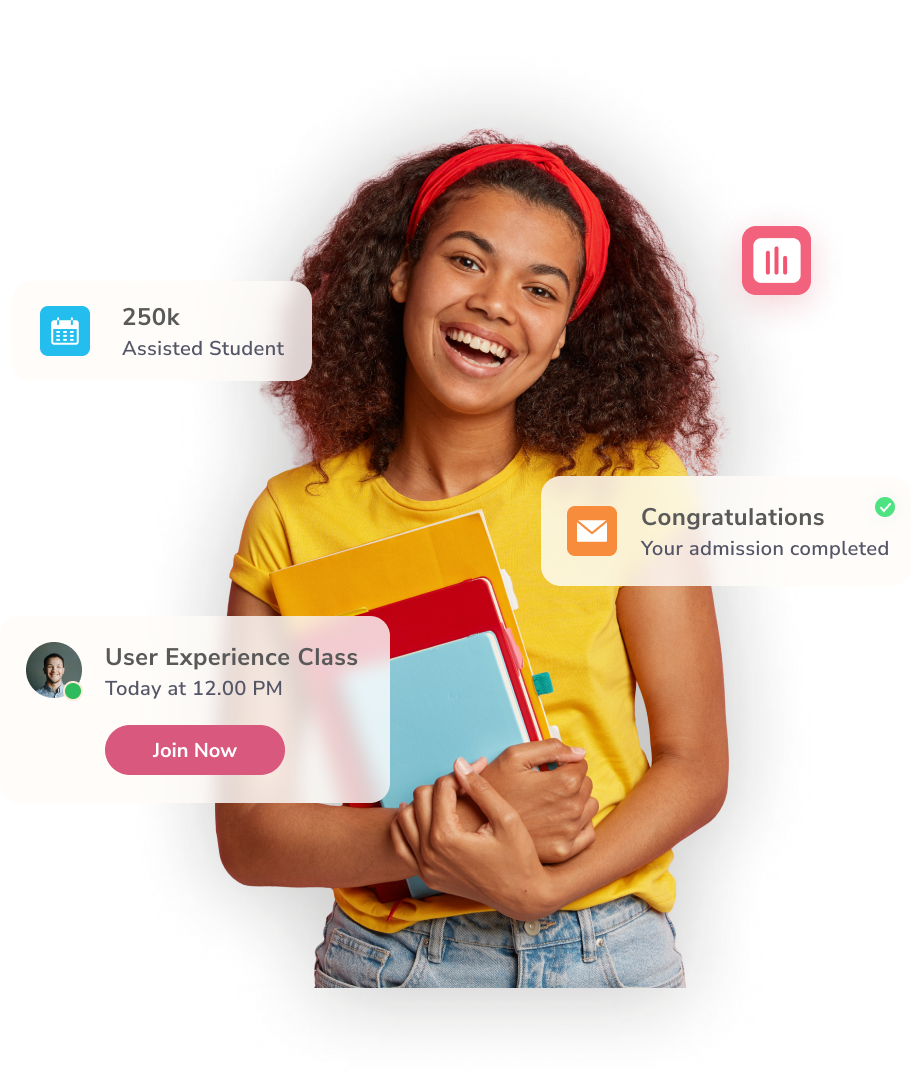 250k
Assisted Student
Congratulations
Your admission completed
User Experience Class
Today at 12.00 PM
Join Now